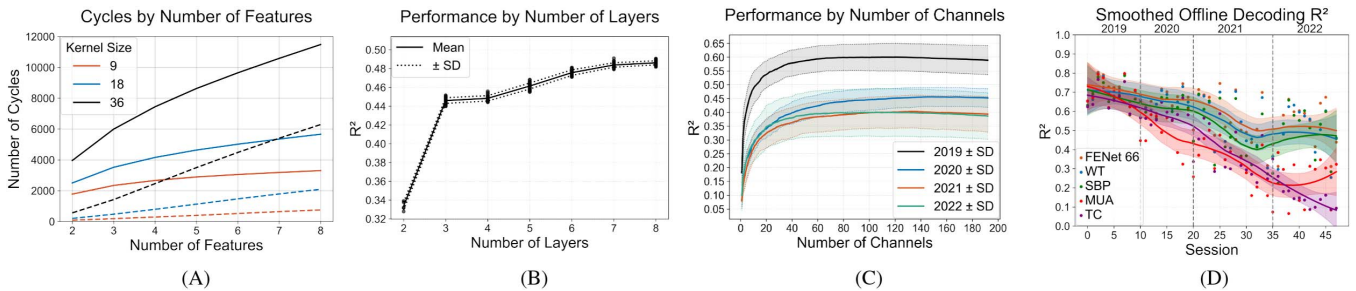 Cycles by Number of Features
12000
10000
8000
6000
4000
2000
0
Number of Cycles
Kernel Size
9
18
36
2 3 4 5 6 7 8
Number of Features
(A)
Performance by Number of Layers
0.50
0.48
0.44
0.40
0.36
0.32
R²
Mean
± SD
2 3 4 5 6 7 8
Number of Layers
(B)
Performance by Number of Channels
0.65
0.60
0.55
0.50
0.45
0.40
0.35
0.30
0.25
0.20
0.15
0.10
0.05
R²
2019 ± SD
2020 ± SD
2021 ± SD
2022 ± SD
0 20 40 60 80 100 120 140 160 180 200
Number of Channels
(C)
Smoothed Offline Decoding R²
2019 2020 2021 2022
1.0
0.9
0.8
0.7
0.6
0.5
0.4
0.3
0.2
0.1
0.0
R²
FENet 66
WT
SBP
MUA
TC
0 5 10 15 20 25 30 35 40 45
Session
(D)